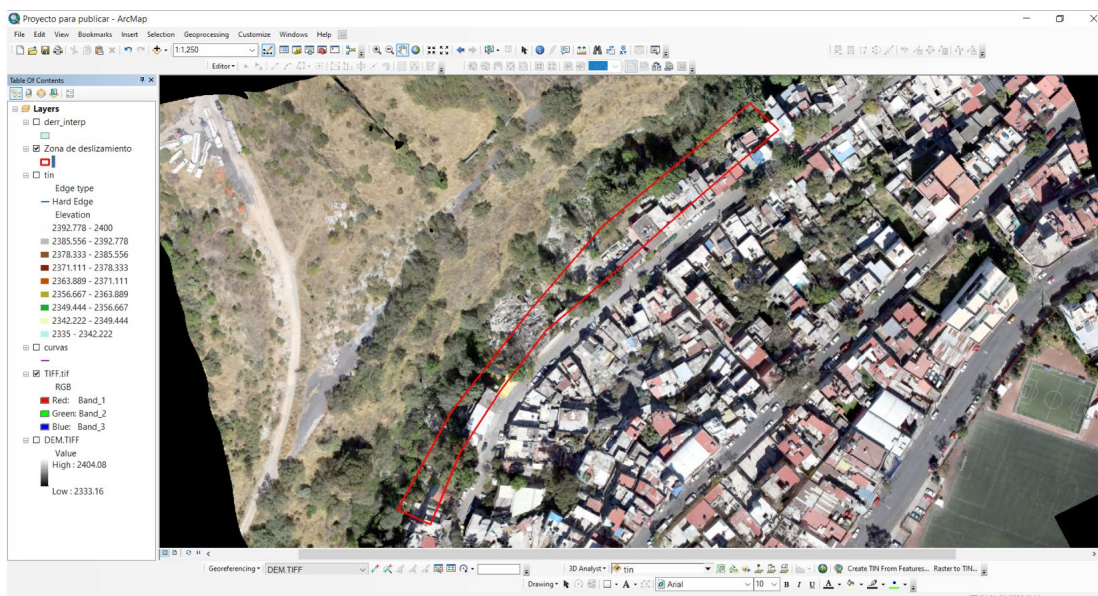 Proyecto para publicar - ArcMap
File Edit View Bookmarks Insert Selection Geoprocessing Customize Windows Help
1:1,250
Editor
Table Of Contents
Layers
derr_interp
Zona de deslizamiento
tin
Edge type
Hard Edge
Elevation
2392.778 - 2400
2385.556 - 2392.778
2378.333 - 2385.556
2371.111 - 2378.333
2363.889 - 2371.111
2356.667 - 2363.889
2349.444 - 2356.667
2342.222 - 2349.444
2335 - 2342.222
curvas
TIFF.tif
RGB
Red: Band_1
Green: Band_2
Blue: Band_3
DEM.TIFF
Value
High : 2404.08
Low : 2333.16
Georeferencing DEM.TIFF 3D Analyst tin Create TIN From Features... Raster to TIN...
Drawing A Arial 10 B I U A